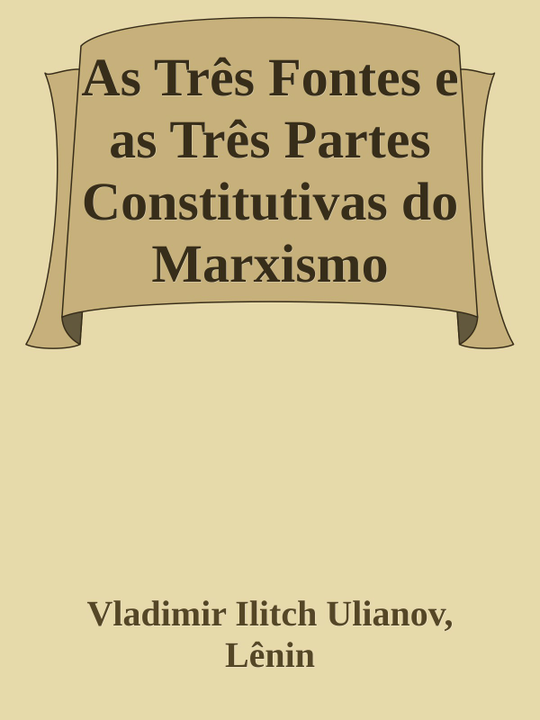 As Três Fontes e
as Três Partes
Constitutivas do
Marxismo
Vladimir Ilitch Ulianov,
Lênin